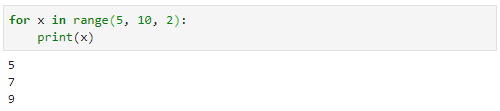 for x in range(5, 10, 2):
    print(x)
5
7
9